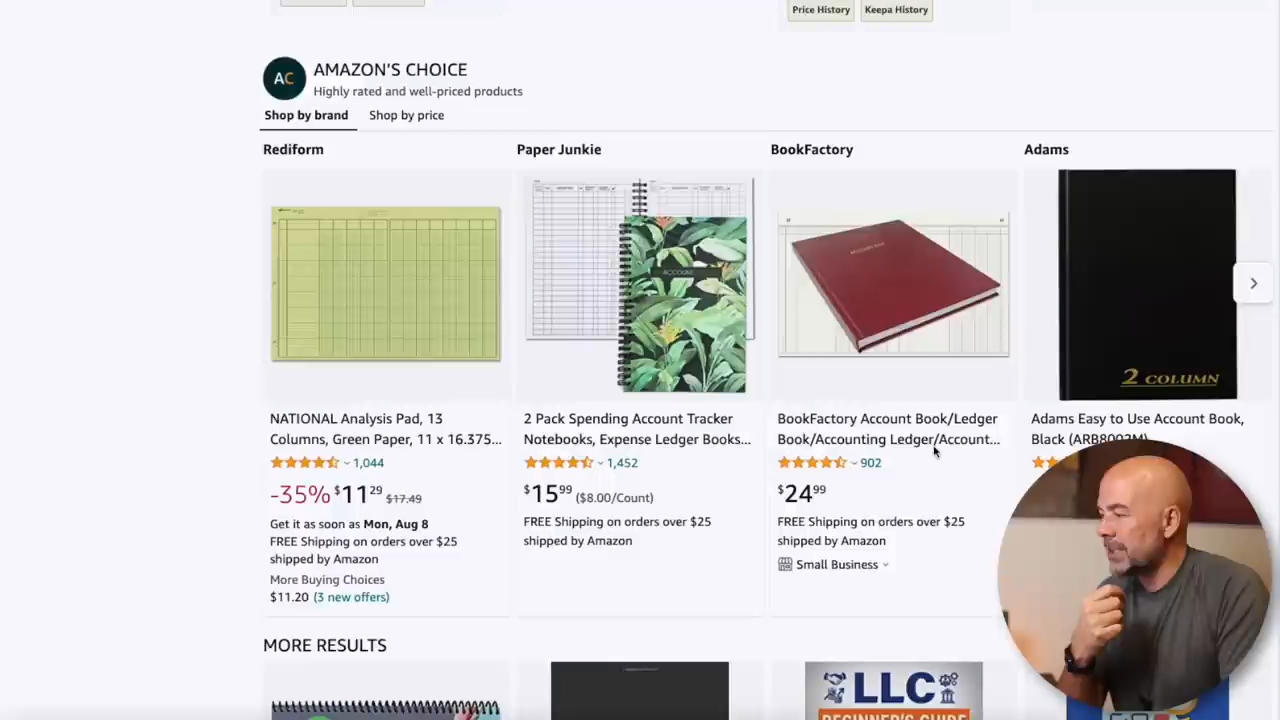 Price History
Keepa History
AC
AMAZON'S CHOICE
Highly rated and well-priced products
Shop by brand
Shop by price
Rediform
Paper Junkie
BookFactory
Adams
ACCOUNT
2 COLUMN
NATIONAL Analysis Pad, 13
Columns, Green Paper, 11 x 16.375...
1,044
-35% $11.29 $17.49
Get it as soon as Mon, Aug 8
FREE Shipping on orders over $25
shipped by Amazon
More Buying Choices
$11.20 (3 new offers)
2 Pack Spending Account Tracker
Notebooks, Expense Ledger Books...
1,452
$15.99 ($8.00/Count)
FREE Shipping on orders over $25
shipped by Amazon
BookFactory Account Book/Ledger
Book/Accounting Ledger/Account...
902
$24.99
FREE Shipping on orders over $25
shipped by Amazon
Small Business
Adams Easy to Use Account Book,
Black (ARB8002M)
MORE RESULTS
LLC
BEGINNER'S GUIDE